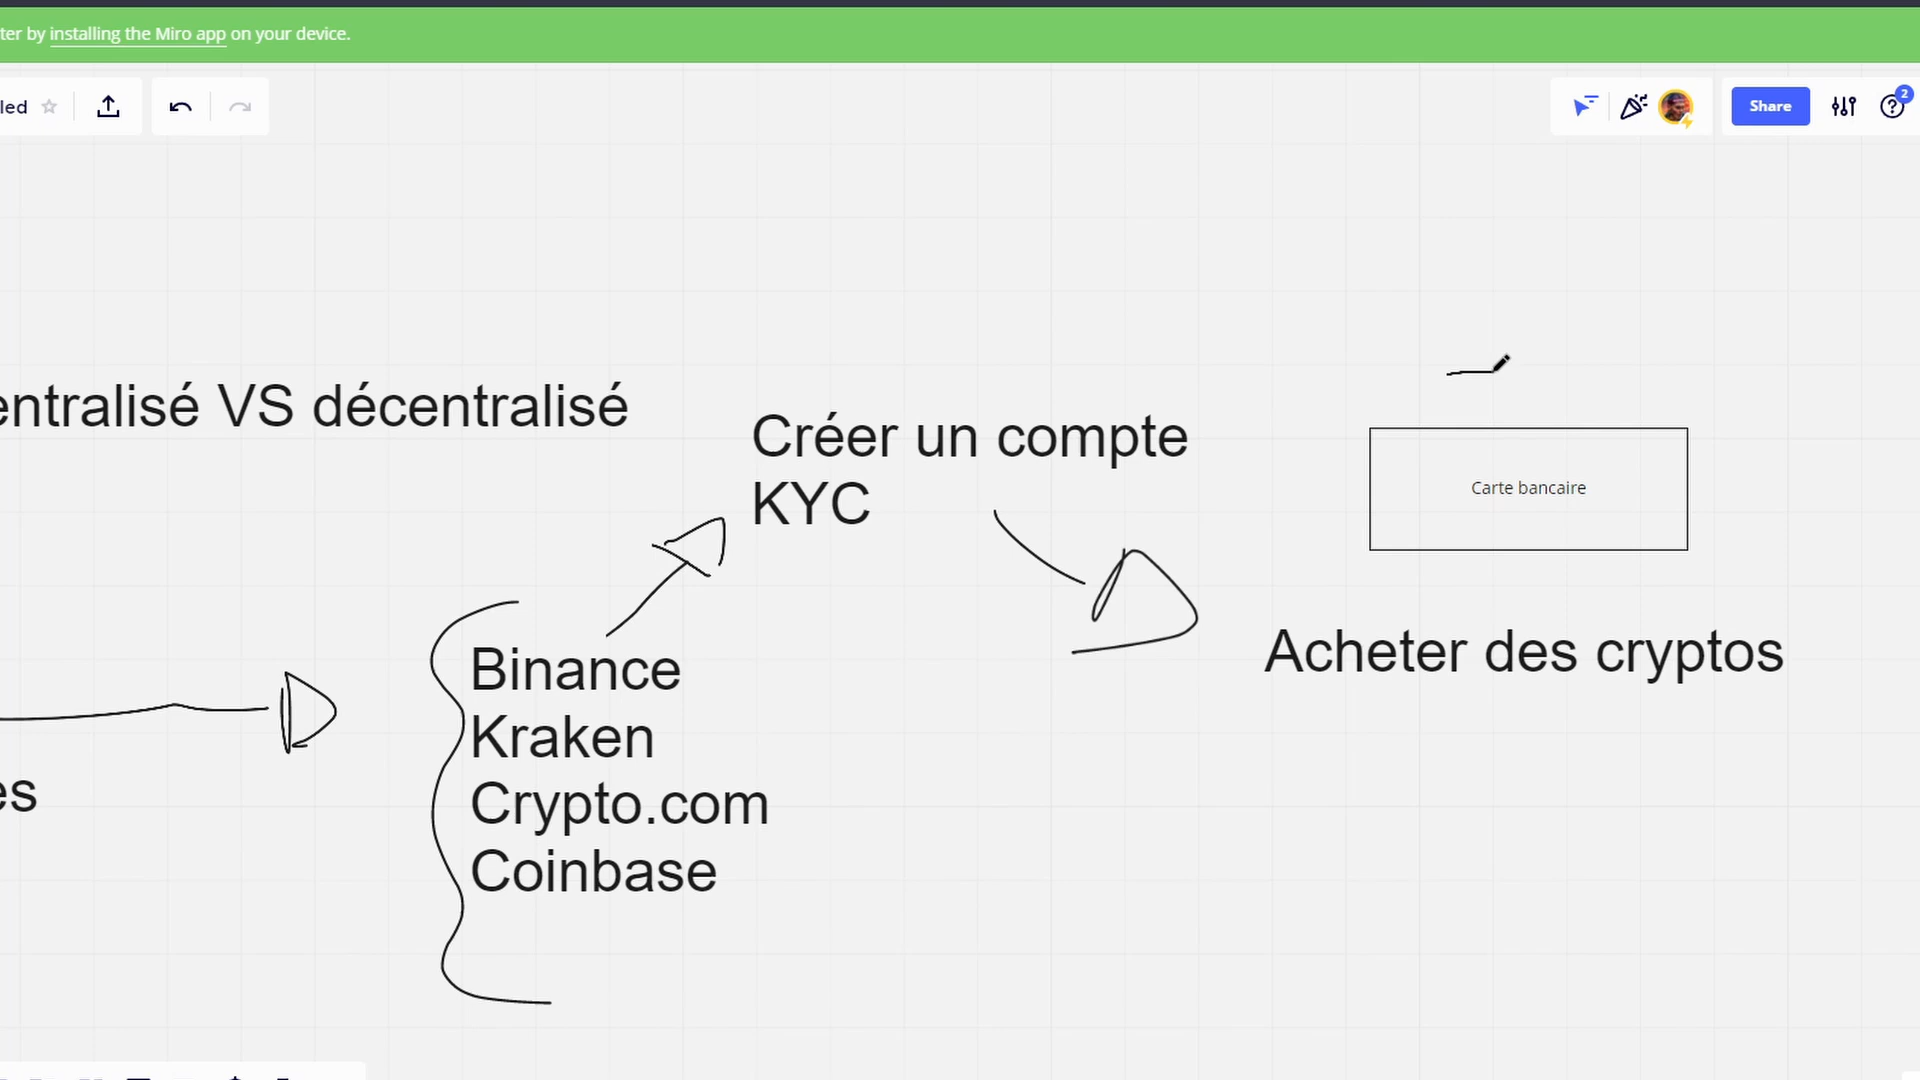 ter by installing the Miro app on your device.
led
Share
2
entralisé VS décentralisé
Créer un compte
KYC
Carte bancaire
Acheter des cryptos
Binance
Kraken
Crypto.com
Coinbase
es